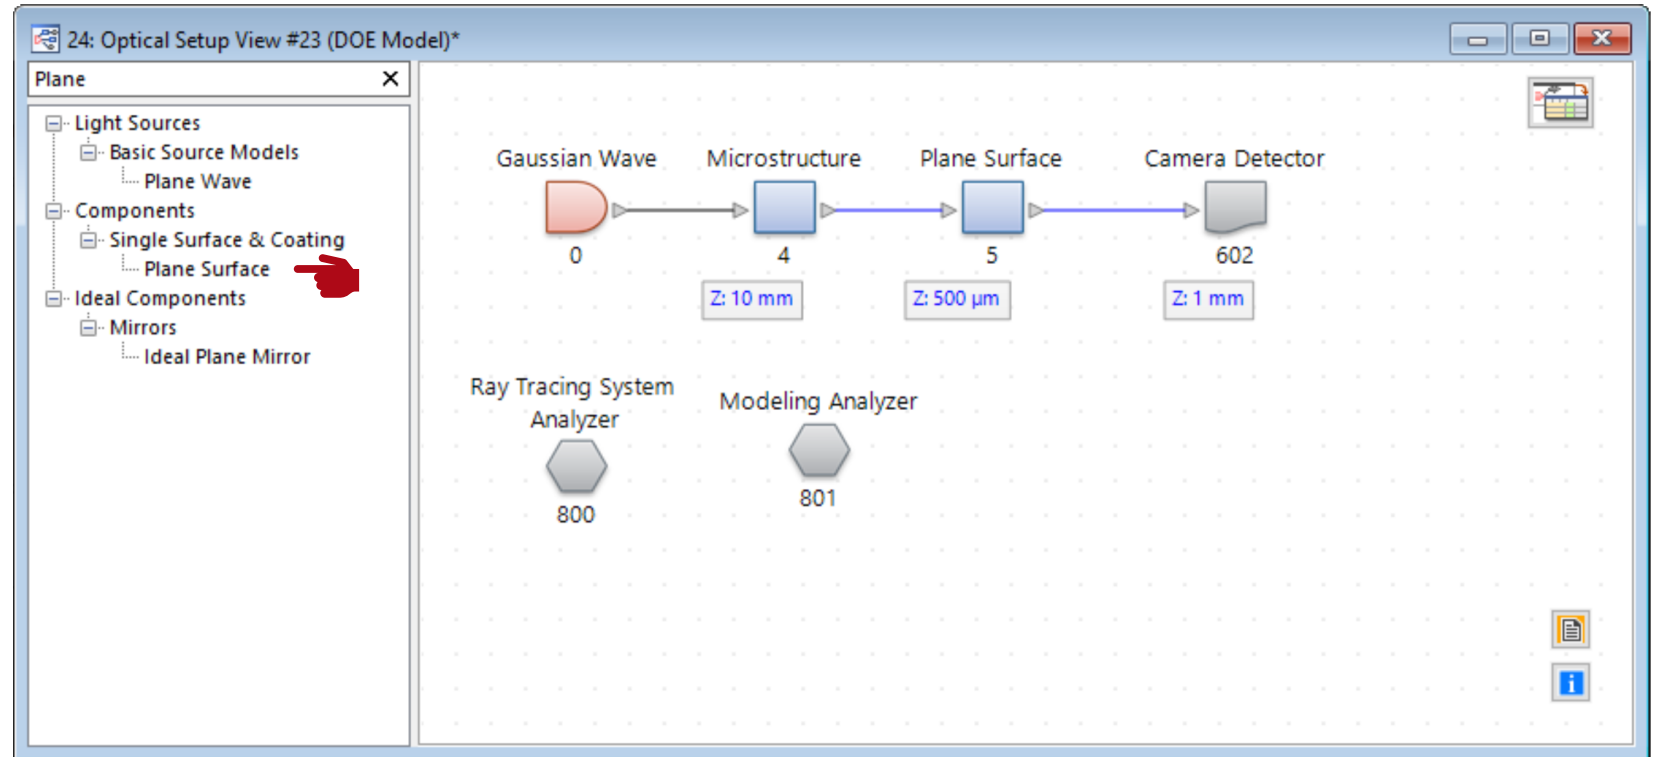 24: Optical Setup View #23 (DOE Model)*
Plane
Light Sources
Basic Source Models
Plane Wave
Components
Single Surface & Coating
Plane Surface
Ideal Components
Mirrors
Ideal Plane Mirror
Gaussian Wave Microstructure Plane Surface Camera Detector
0 4 5 602
Z: 10 mm Z: 500 µm Z: 1 mm
Ray Tracing System
Analyzer
800
Modeling Analyzer
801